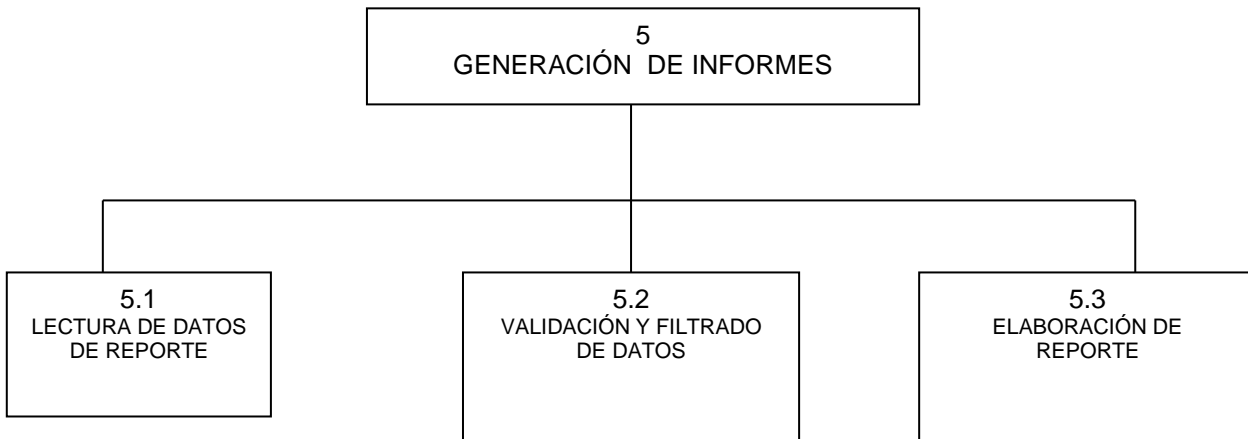 5
GENERACIÓN DE INFORMES
5.1
LECTURA DE DATOS
DE REPORTE
5.2
VALIDACIÓN Y FILTRADO
DE DATOS
5.3
ELABORACIÓN DE
REPORTE